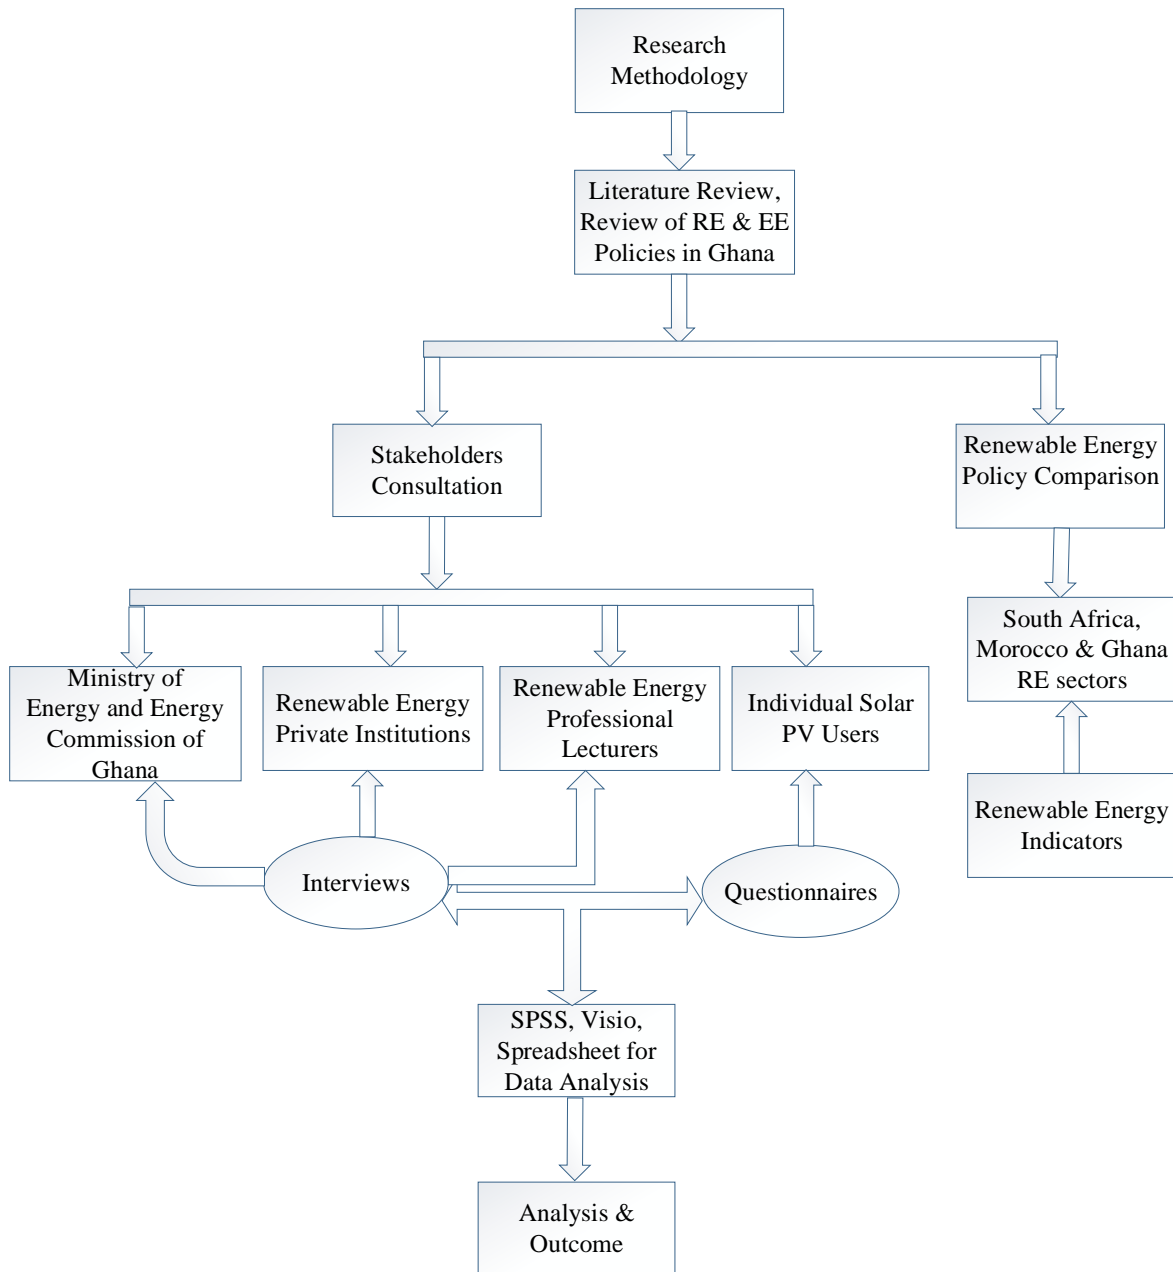 Research
Methodology
Literature Review,
Review of RE & EE
Policies in Ghana
Stakeholders
Consultation
Renewable Energy
Policy Comparison
Ministry of
Energy and Energy
Commission of
Ghana
Renewable Energy
Private Institutions
Renewable Energy
Professional
Lecturers
Individual Solar
PV Users
South Africa,
Morocco & Ghana
RE sectors
Renewable Energy
Indicators
Interviews
Questionnaires
SPSS, Visio,
Spreadsheet for
Data Analysis
Analysis &
Outcome